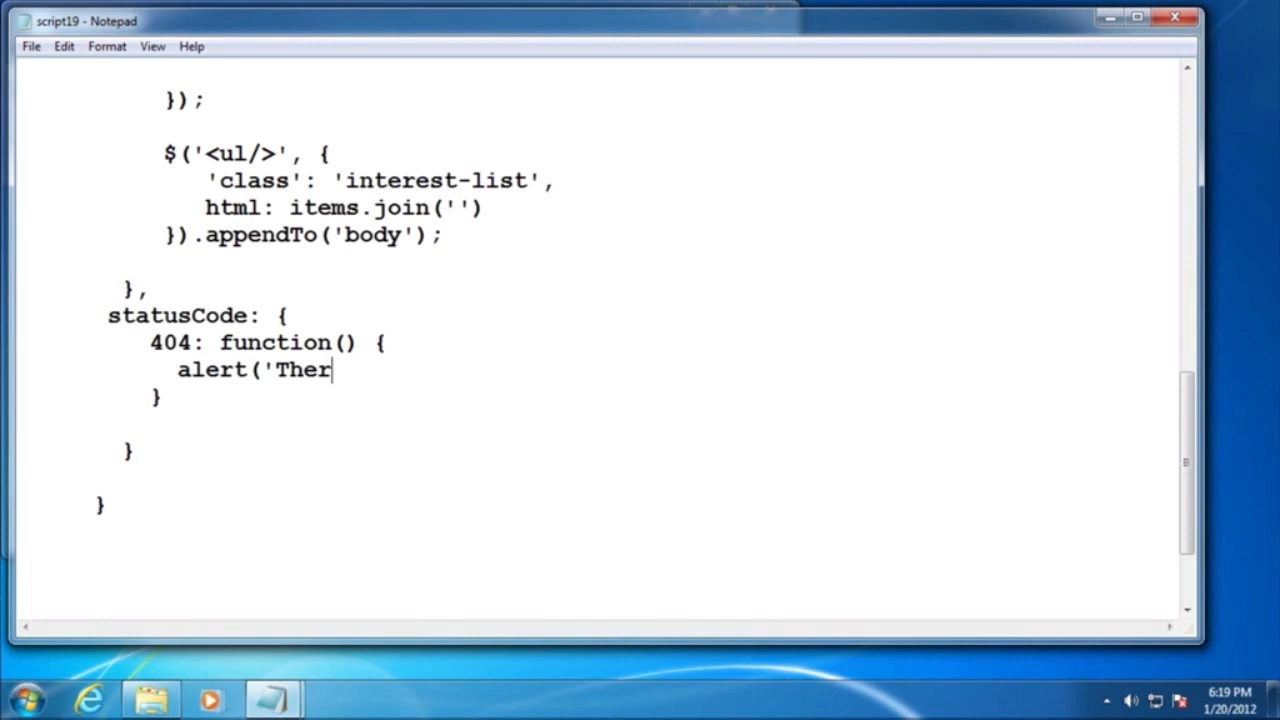 script19 - Notepad
File Edit Format View Help
});
$('<ul/>', {
'class': 'interest-list',
html: items.join('')
}).appendTo('body');
},
statusCode: {
404: function() {
alert('Ther
}
}
}
6:19 PM
1/20/2012